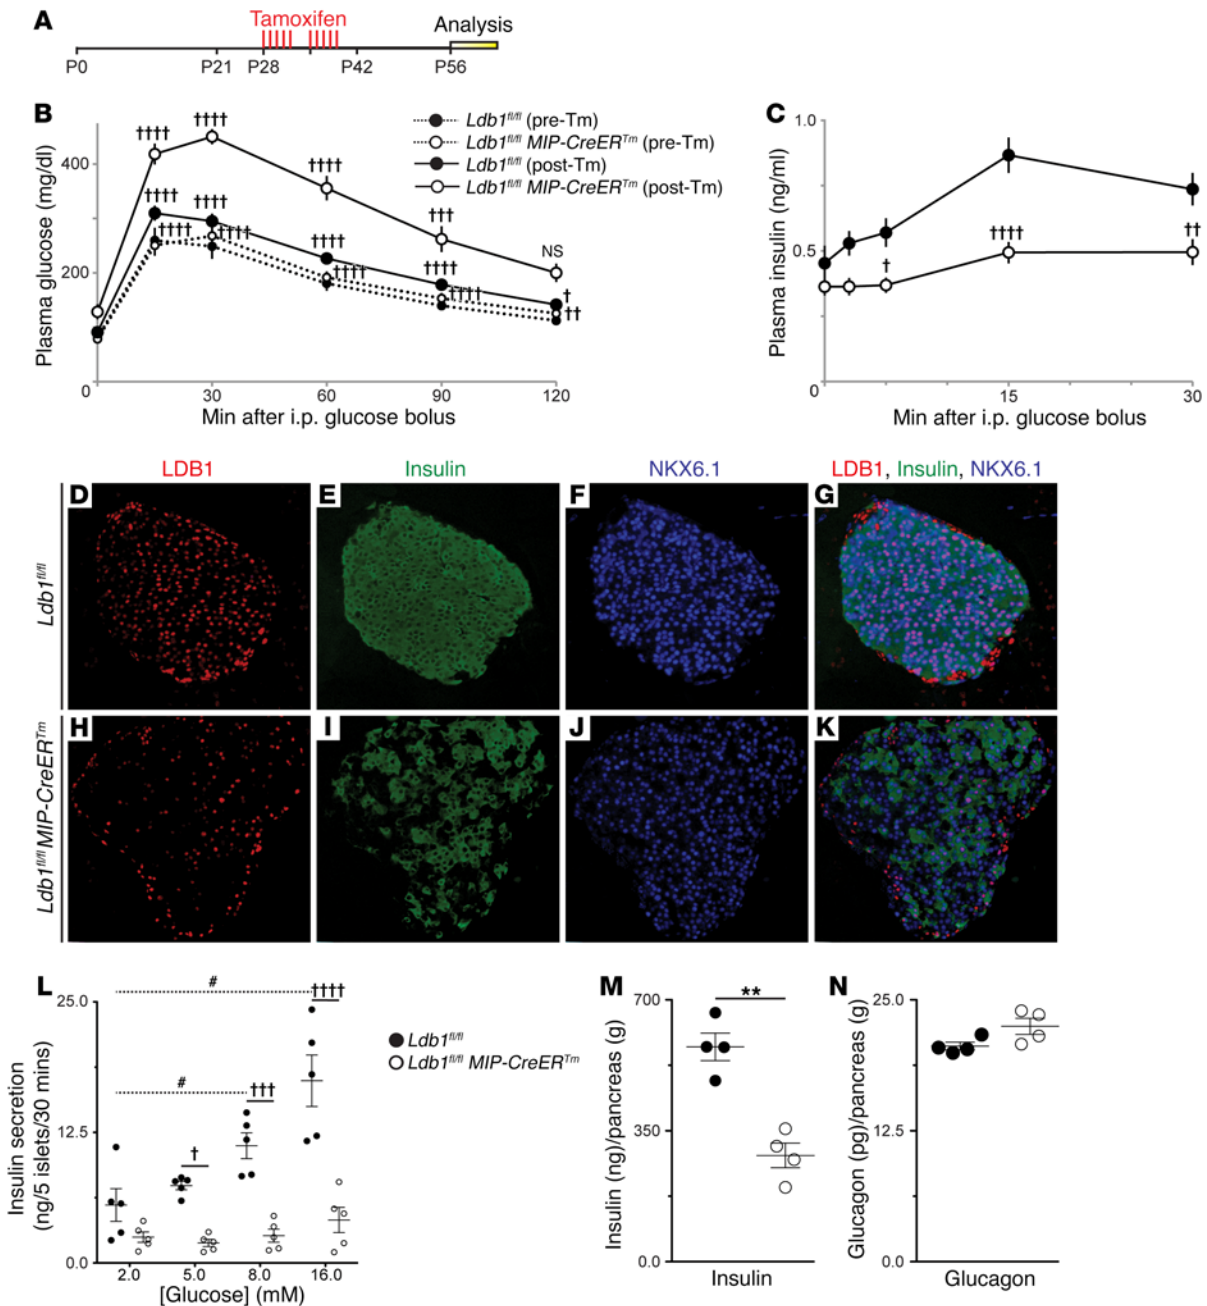 A
Tamoxifen
Analysis
P0 P21 P28 P42 P56
B
Plasma glucose (mg/dl)
400
200
0
30 60 90 120
Min after i.p. glucose bolus
†††† †††† †††† ††† NS
†††† †††† †††† †††† †
†††† †††† †††† †††† ††
Ldb1fl/fl (pre-Tm)
Ldb1fl/fl MIP-CreERTm (pre-Tm)
Ldb1fl/fl (post-Tm)
Ldb1fl/fl MIP-CreERTm (post-Tm)
C
Plasma insulin (ng/ml)
1.0
0.5
0
15 30
Min after i.p. glucose bolus
† †††† ††
LDB1 Insulin NKX6.1 LDB1, Insulin, NKX6.1
Ldb1fl/fl
D E F G
Ldb1fl/fl MIP-CreERTm
H I J K
L
Insulin secretion
(ng/5 islets/30 mins)
25.0
12.5
0.0
# ††††
# †††
†
2.0 5.0 8.0 16.0
[Glucose] (mM)
Ldb1fl/fl
Ldb1fl/fl MIP-CreERTm
M
Insulin (ng)/pancreas (g)
700
350
0.0
**
Insulin
N
Glucagon (pg)/pancreas (g)
25.0
12.5
0.0
Glucagon